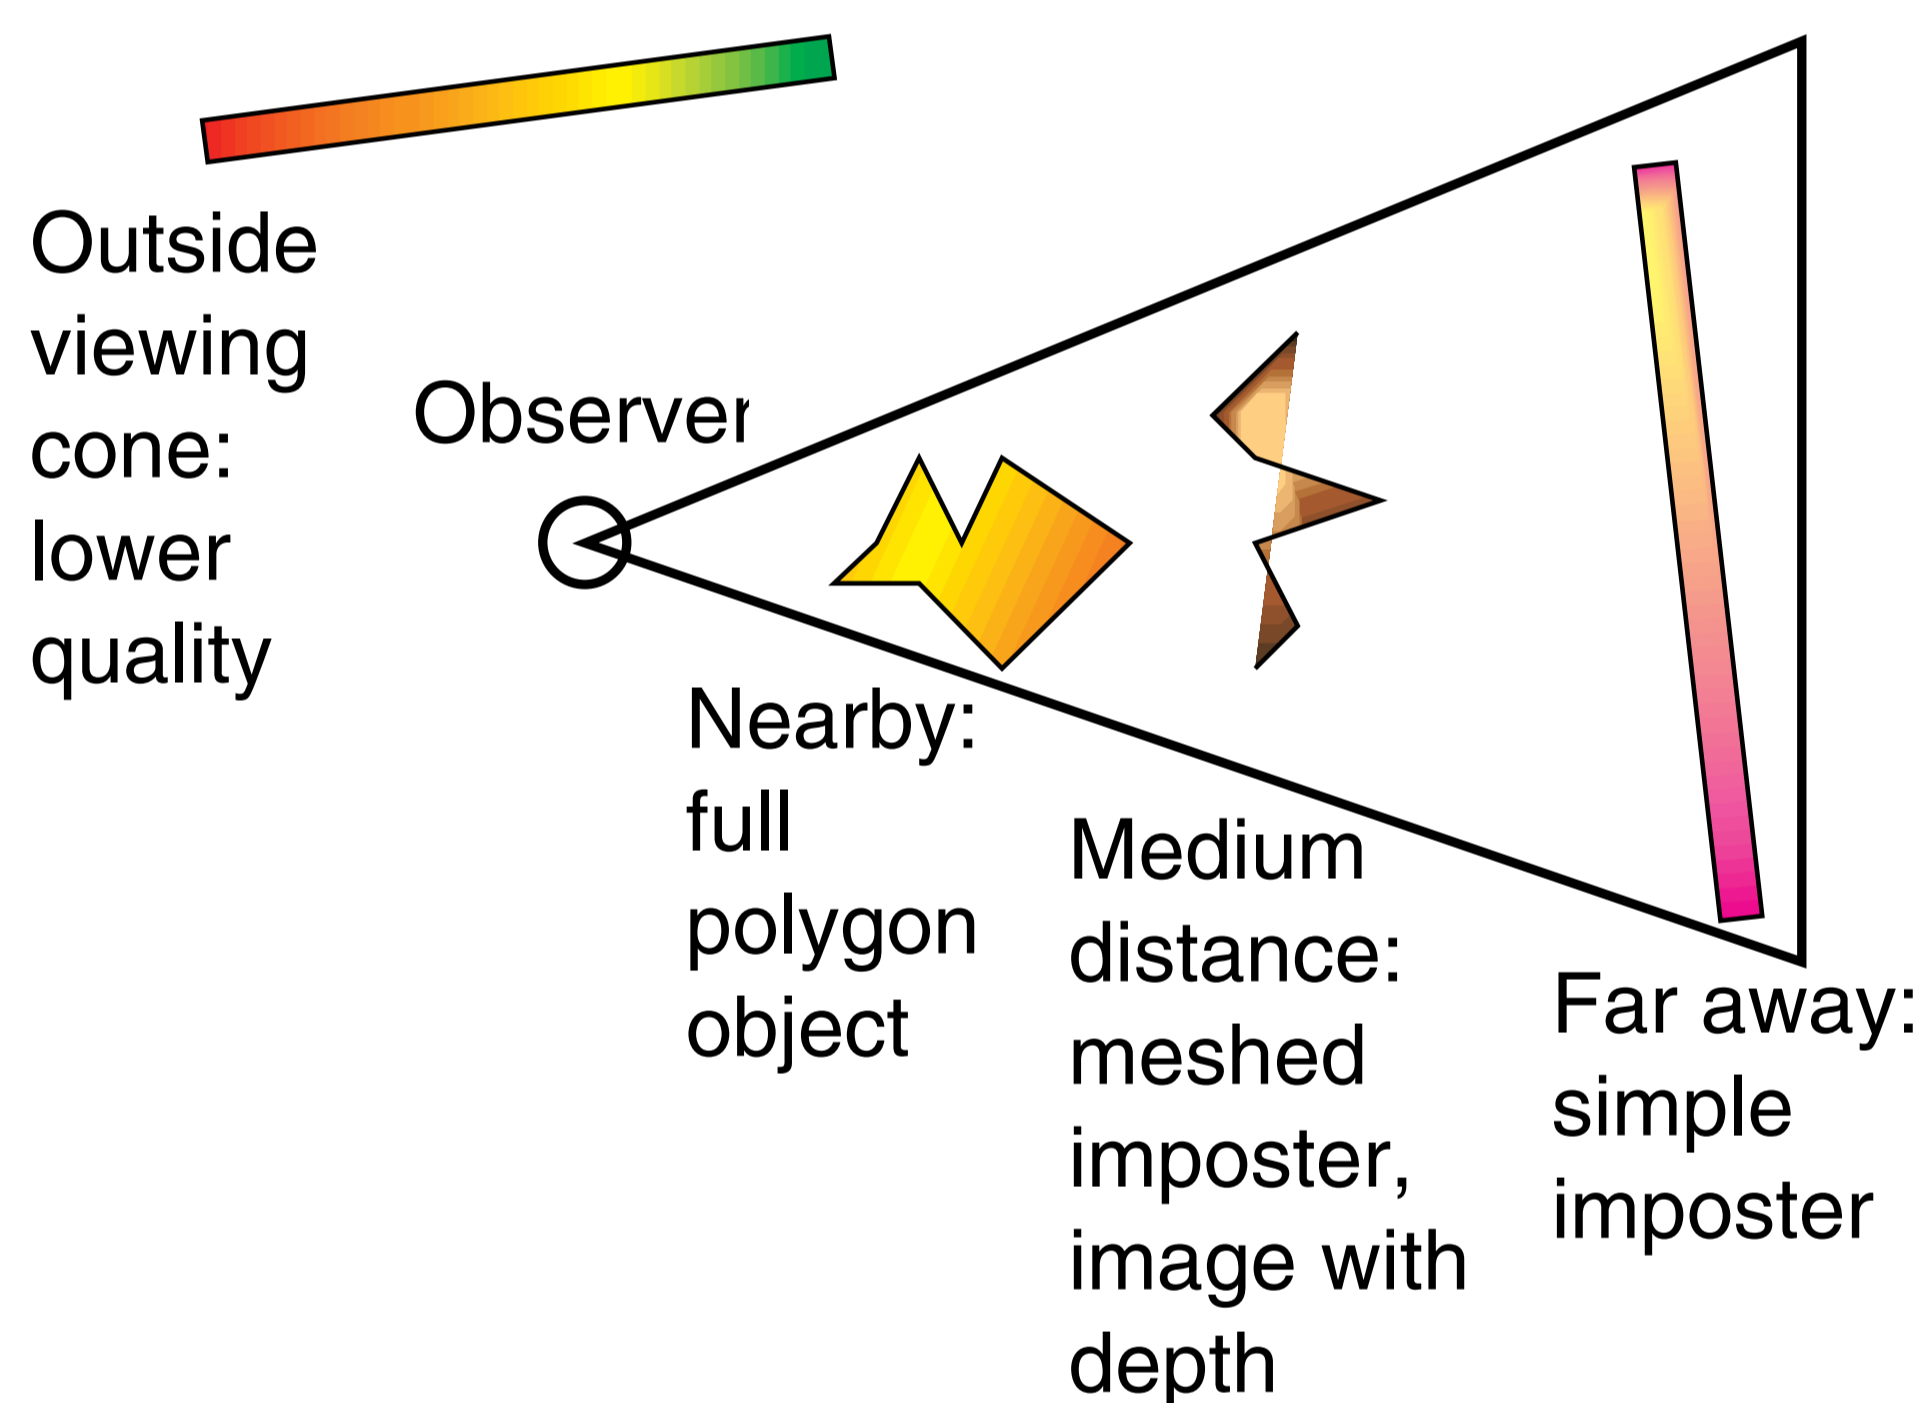 Outside
viewing
cone:
lower
quality
Observer
Nearby:
full
polygon
object
Medium
distance:
meshed
imposter,
image with
depth
Far away:
simple
imposter